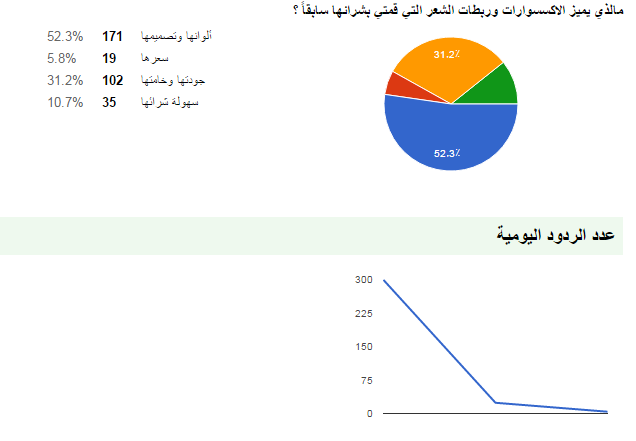 مالذي يميز الاكسسوارات وربطات الشعر التي قمتي بشرائها سابقاً ؟
ألوانها وتصميمها 171 52.3%
سعرها 19 5.8%
جودتها وخامتها 102 31.2%
سهولة شرائها 35 10.7%
31.2٪
52.3٪
عدد الردود اليومية
300
225
150
75
0